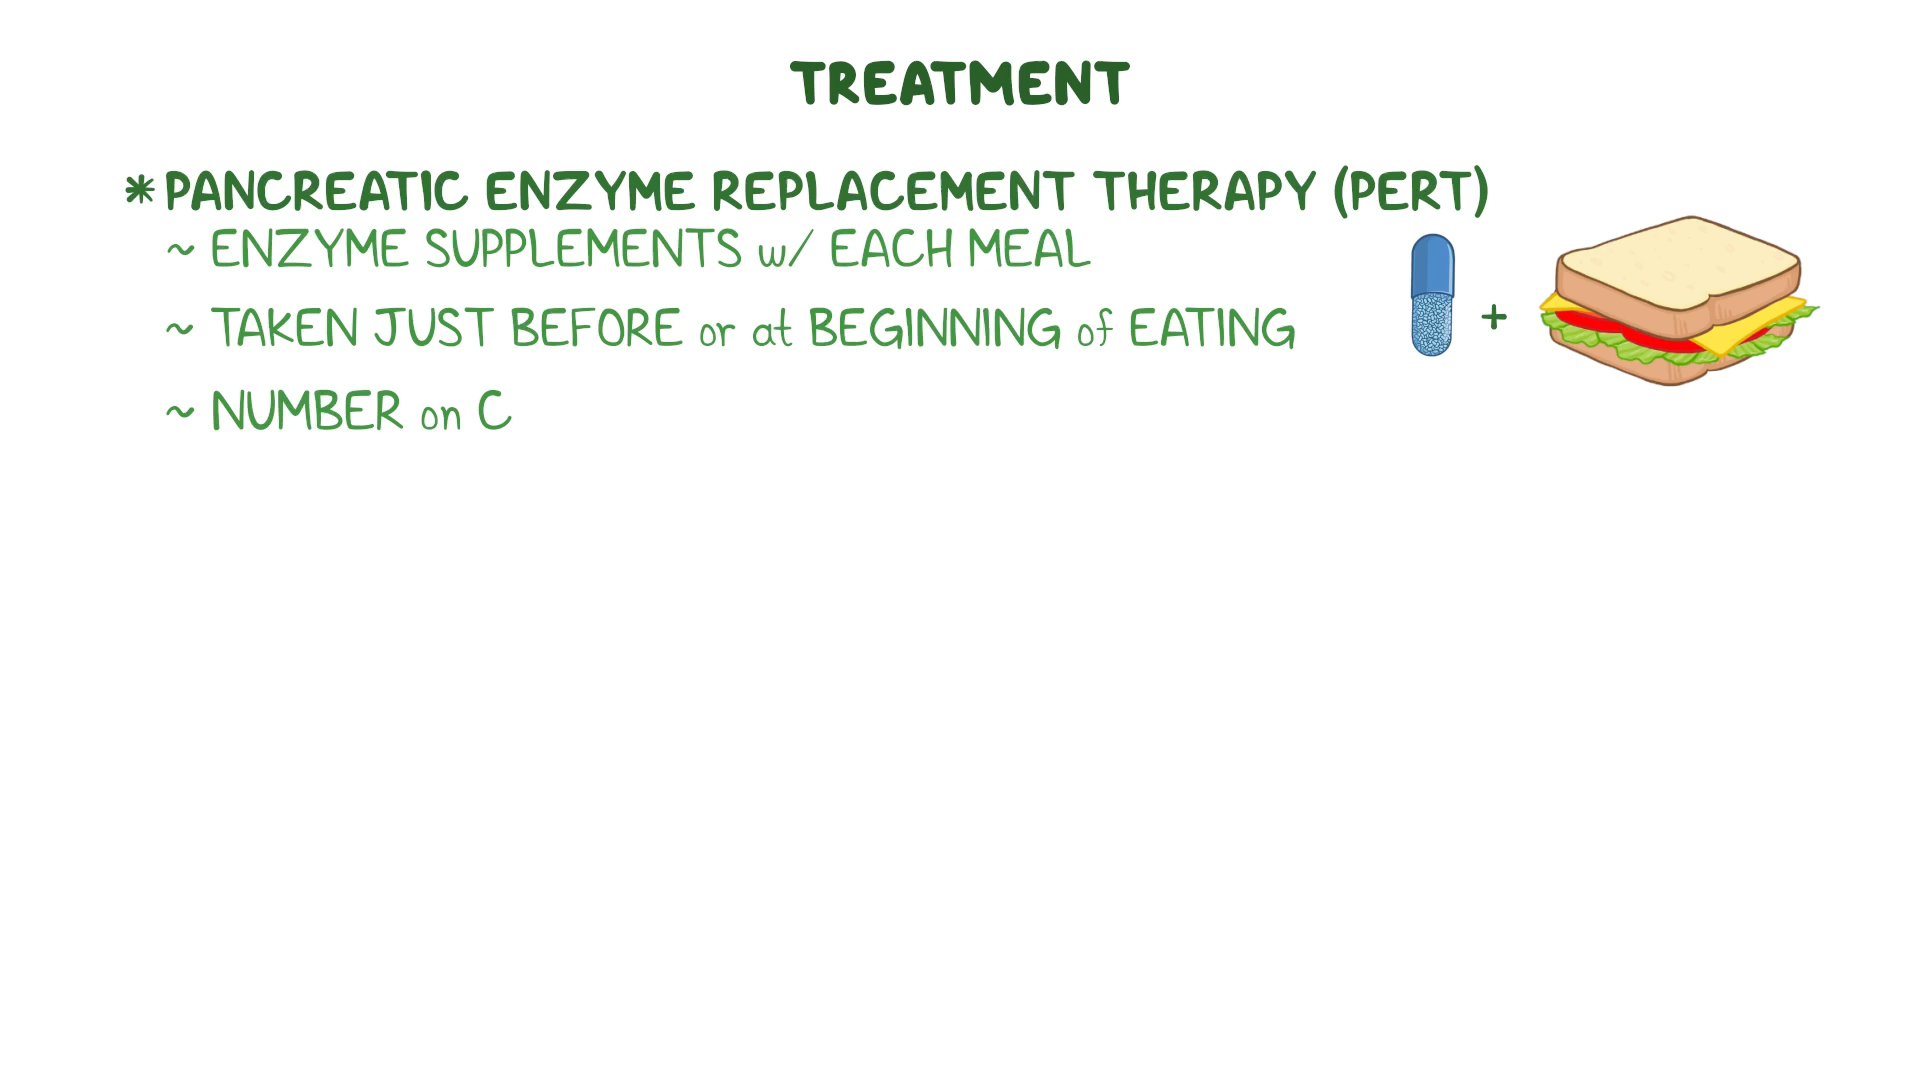 TREATMENT
* PANCREATIC ENZYME REPLACEMENT THERAPY (PERT)
~ ENZYME SUPPLEMENTS w/ EACH MEAL
~ TAKEN JUST BEFORE or at BEGINNING of EATING
+
~ NUMBER on C